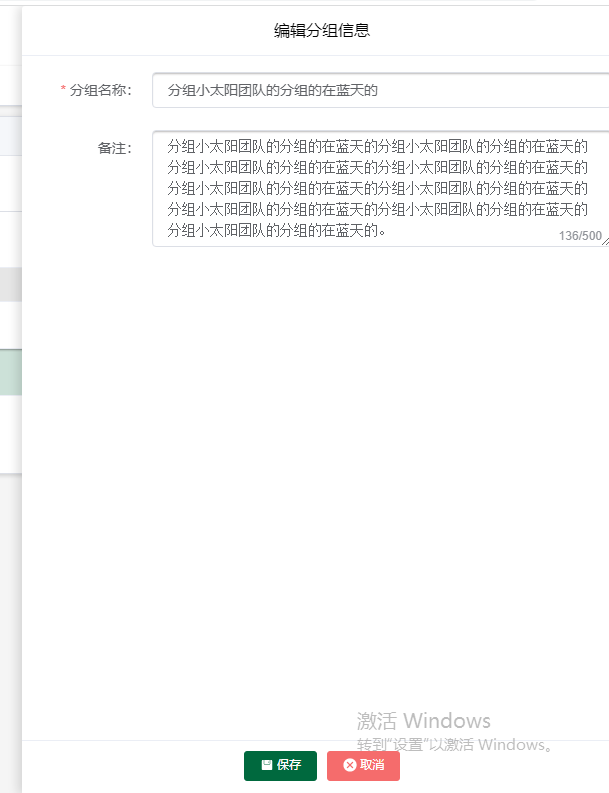 编辑分组信息
* 分组名称: 分组小太阳团队的分组的在蓝天的
备注: 分组小太阳团队的分组的在蓝天的分组小太阳团队的分组的在蓝天的
分组小太阳团队的分组的在蓝天的分组小太阳团队的分组的在蓝天的
分组小太阳团队的分组的在蓝天的分组小太阳团队的分组的在蓝天的
分组小太阳团队的分组的在蓝天的分组小太阳团队的分组的在蓝天的
分组小太阳团队的分组的在蓝天的。
136/500
激活 Windows
转到"设置"以激活 Windows。
保存 取消